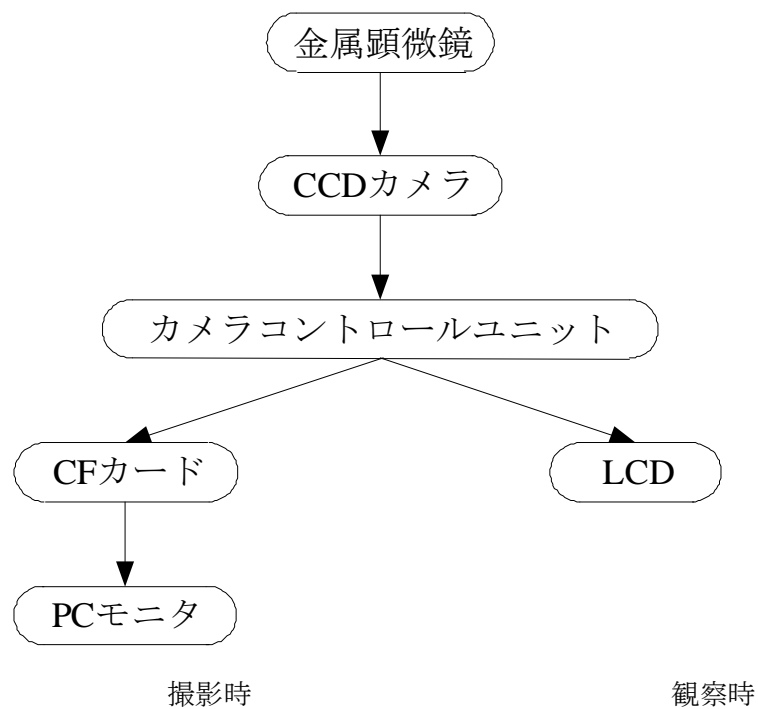 金属顕微鏡
CCDカメラ
カメラコントロールユニット
CFカード
LCD
PCモニタ
撮影時
観察時